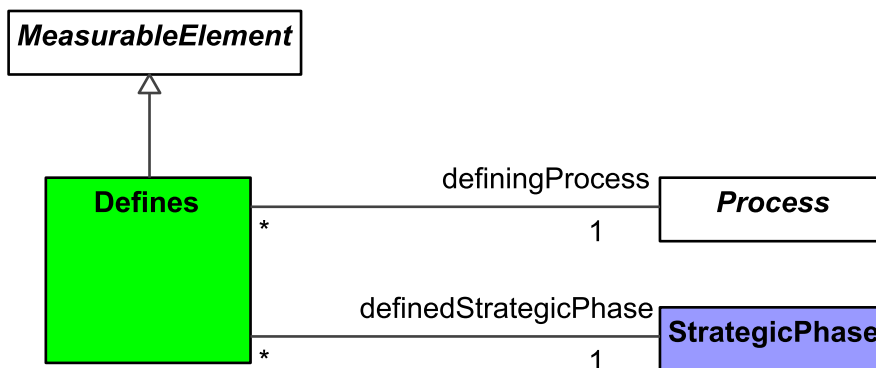 MeasurableElement
definingProcess
Defines
Process
*
1
definedStrategicPhase
StrategicPhase
*
1